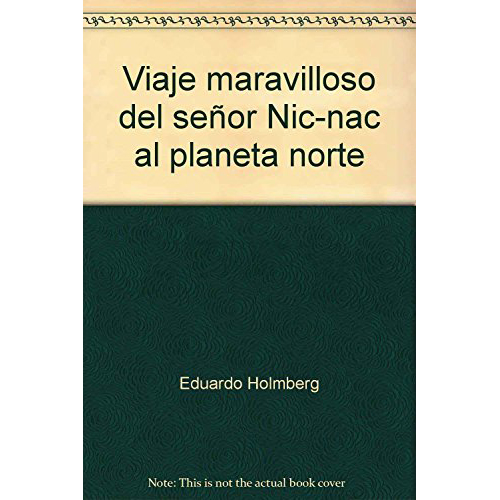 Viaje maravilloso
del señor Nic-nac
al planeta norte
Eduardo Holmberg
Note: This is not the actual book cover